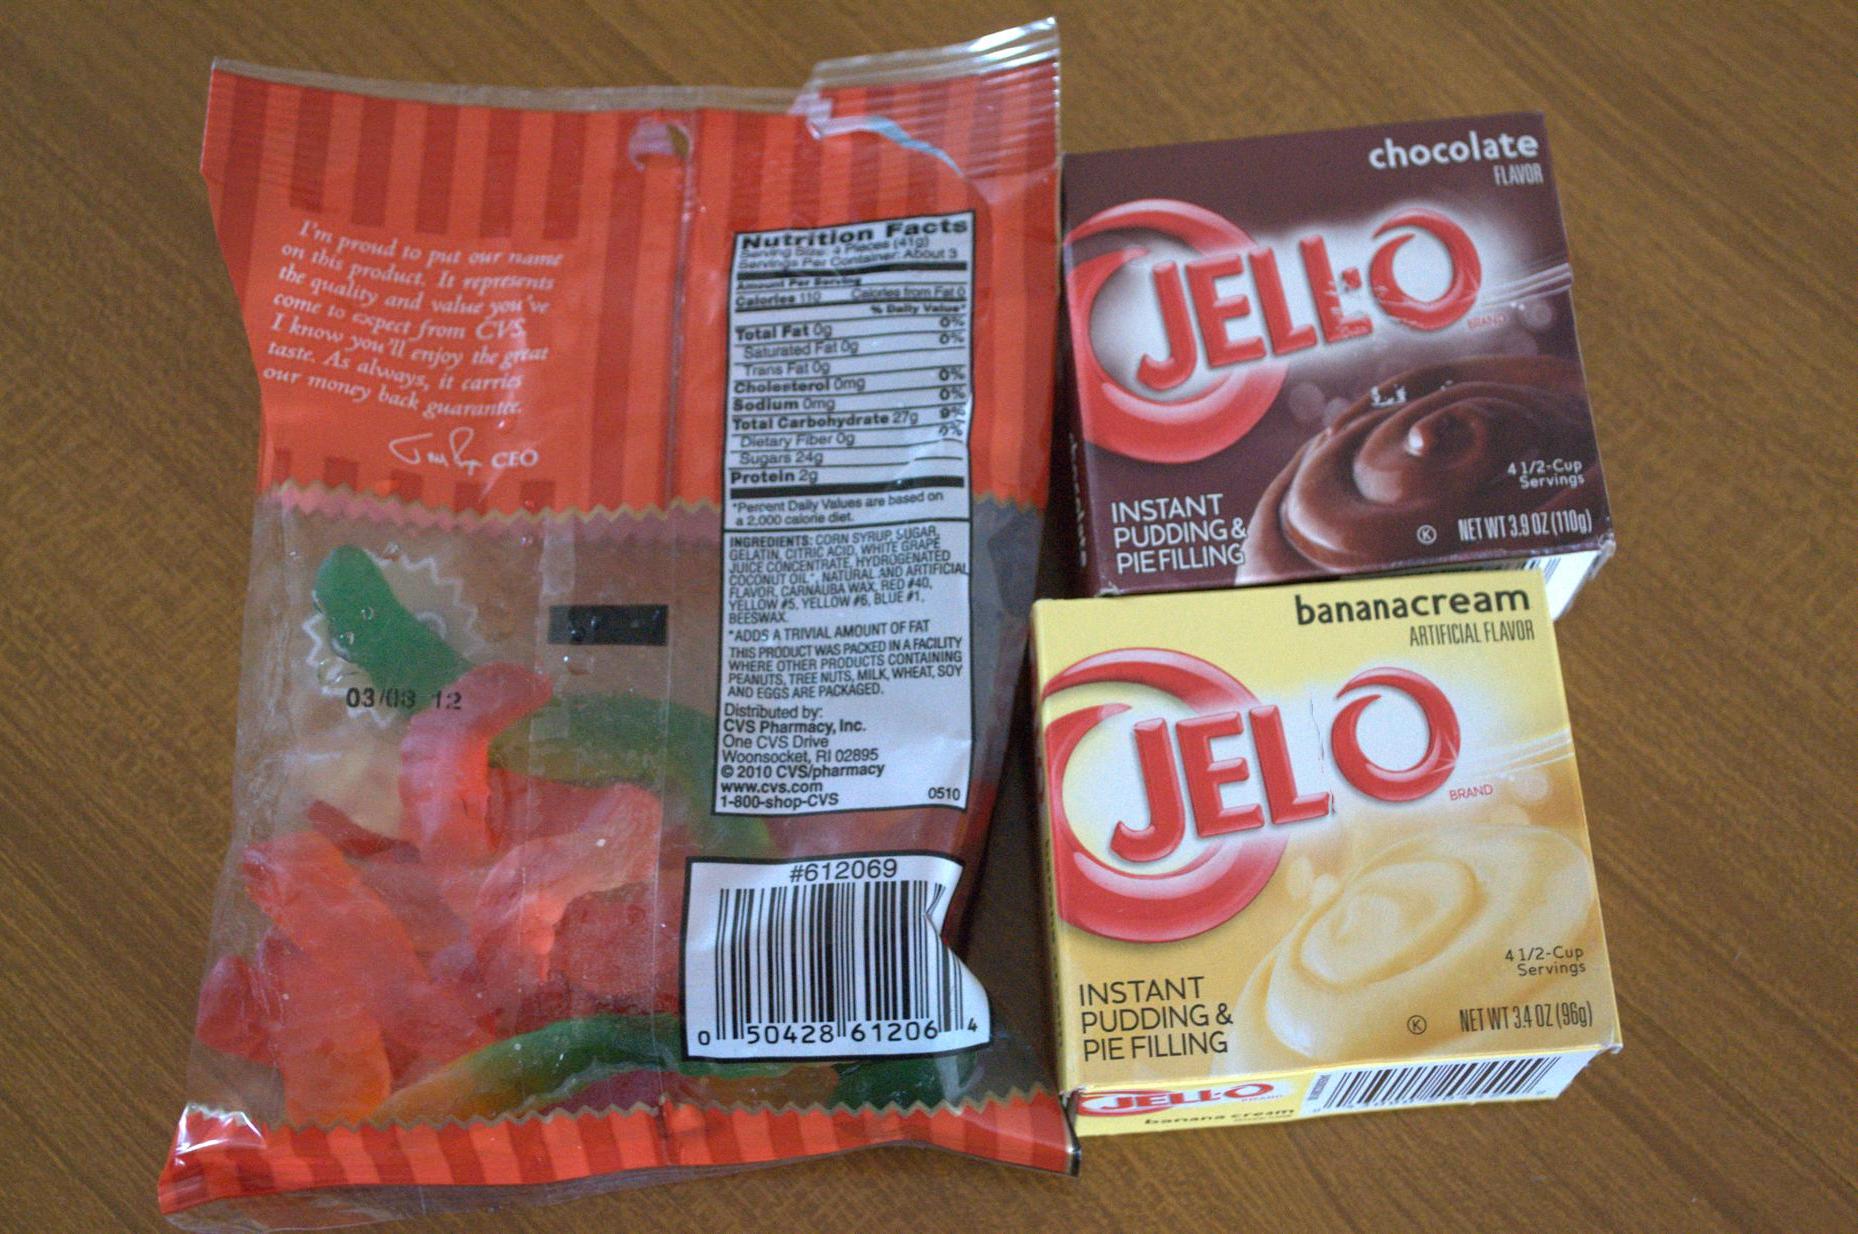 I'm proud to put our name
on this product. It represents
the quality and value you've
come to expect from CVS.
I know you'll enjoy the great
taste. As always, it carries
our money back guarantee.
CEO
03/08 12
Nutrition Facts
Serving Size: 4 Pieces (41g)
Servings Per Container: About 3
Amount Per Serving
Calories 110 Calories from Fat 0
% Daily Value*
Total Fat 0g 0%
Saturated Fat 0g 0%
Trans Fat 0g
Cholesterol 0mg 0%
Sodium 0mg 0%
Total Carbohydrate 27g 9%
Dietary Fiber 0g
Sugars 24g
Protein 2g
*Percent Daily Values are based on
a 2,000 calorie diet.
INGREDIENTS: CORN SYRUP, SUGAR,
GELATIN, CITRIC ACID, WHITE GRAPE
JUICE CONCENTRATE, HYDROGENATED
COCONUT OIL*, NATURAL AND ARTIFICIAL
FLAVOR, CARNAUBA WAX, RED #40,
YELLOW #5, YELLOW #6, BLUE #1,
BEESWAX.
*ADDS A TRIVIAL AMOUNT OF FAT
THIS PRODUCT WAS PACKED IN A FACILITY
WHERE OTHER PRODUCTS CONTAINING
PEANUTS, TREE NUTS, MILK, WHEAT, SOY
AND EGGS ARE PACKAGED.
Distributed by:
CVS Pharmacy, Inc.
One CVS Drive
Woonsocket, RI 02895
© 2010 CVS/pharmacy
www.cvs.com
1-800-shop-CVS 0510
#612069
0 50428 61206 4
chocolate
FLAVOR
JELL-O
BRAND
4 1/2-Cup
Servings
INSTANT
PUDDING &
PIE FILLING
K NET WT 3.9 OZ (110g)
bananacream
ARTIFICIAL FLAVOR
JEL O
BRAND
4 1/2-Cup
Servings
INSTANT
PUDDING &
PIE FILLING
K NET WT 3.4 OZ (96g)
JELL-O
BRAND
banana cream